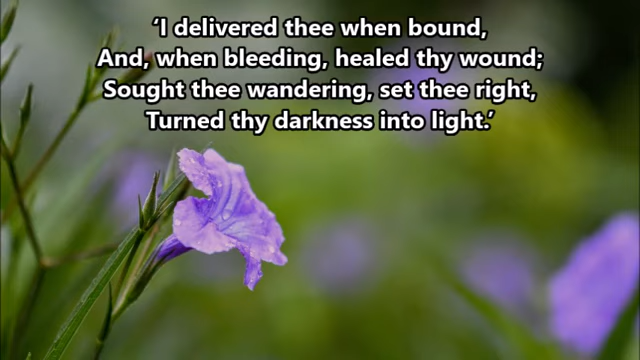 ‘I delivered thee when bound,
And, when bleeding, healed thy wound;
Sought thee wandering, set thee right,
Turned thy darkness into light.’